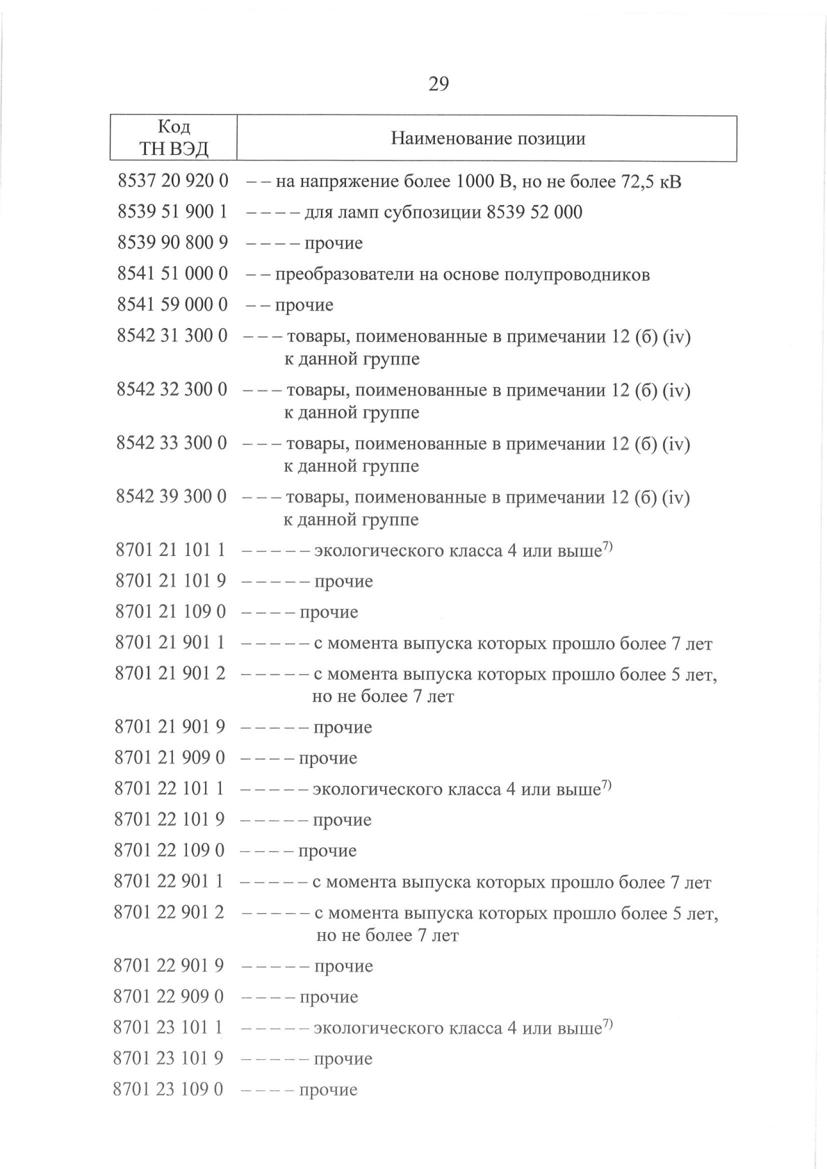 29
Код
ТН ВЭД
Наименование позиции
8537 20 920 0 – – на напряжение более 1000 В, но не более 72,5 кВ
8539 51 900 1 – – – – для ламп субпозиции 8539 52 000
8539 90 800 9 – – – – прочие
8541 51 000 0 – – преобразователи на основе полупроводников
8541 59 000 0 – – прочие
8542 31 300 0 – – – товары, поименованные в примечании 12 (б) (iv)
к данной группе
8542 32 300 0 – – – товары, поименованные в примечании 12 (б) (iv)
к данной группе
8542 33 300 0 – – – товары, поименованные в примечании 12 (б) (iv)
к данной группе
8542 39 300 0 – – – товары, поименованные в примечании 12 (б) (iv)
к данной группе
8701 21 101 1 – – – – – экологического класса 4 или выше⁷⁾
8701 21 101 9 – – – – – прочие
8701 21 109 0 – – – – прочие
8701 21 901 1 – – – – – с момента выпуска которых прошло более 7 лет
8701 21 901 2 – – – – – с момента выпуска которых прошло более 5 лет,
но не более 7 лет
8701 21 901 9 – – – – – прочие
8701 21 909 0 – – – – прочие
8701 22 101 1 – – – – – экологического класса 4 или выше⁷⁾
8701 22 101 9 – – – – – прочие
8701 22 109 0 – – – – прочие
8701 22 901 1 – – – – – с момента выпуска которых прошло более 7 лет
8701 22 901 2 – – – – – с момента выпуска которых прошло более 5 лет,
но не более 7 лет
8701 22 901 9 – – – – – прочие
8701 22 909 0 – – – – прочие
8701 23 101 1 – – – – – экологического класса 4 или выше⁷⁾
8701 23 101 9 – – – – – прочие
8701 23 109 0 – – – – прочие